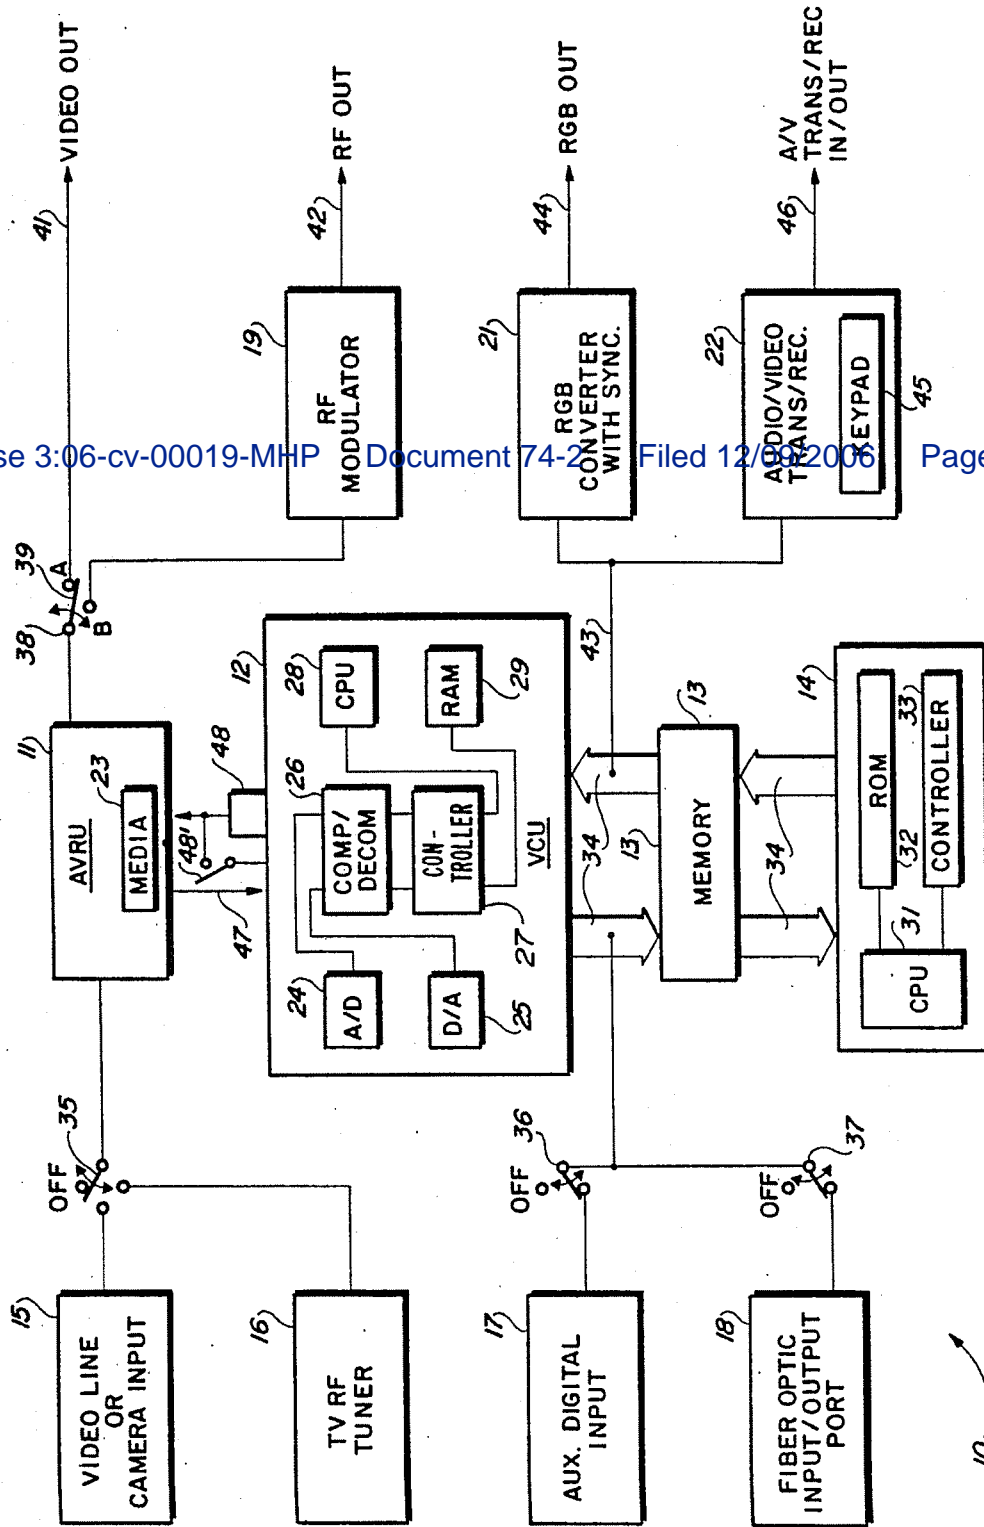 se 3:06-cv-00019-MHP Document 74-2 Filed 12/09/2006 Page
15
VIDEO LINE
OR
CAMERA INPUT
OFF
35
11
AVRU
23
MEDIA
38
39
A
B
41
VIDEO OUT
16
TV RF
TUNER
47
48'
48
19
RF
MODULATOR
42
RF OUT
12
24
A/D
D/A
25
26
COMP/
DECOM
CON-
TROLLER
27
28
CPU
RAM
29
VCU
17
AUX. DIGITAL
INPUT
OFF
36
34
34
43
21
RGB
CONVERTER
WITH SYNC.
44
RGB OUT
13
MEMORY
13
18
FIBER OPTIC
INPUT/OUTPUT
PORT
OFF
37
34
34
22
AUDIO/VIDEO
TRANS/REC.
KEYPAD
45
46
A/V
TRANS/REC
IN/OUT
14
31
CPU
32
ROM
33
CONTROLLER
10